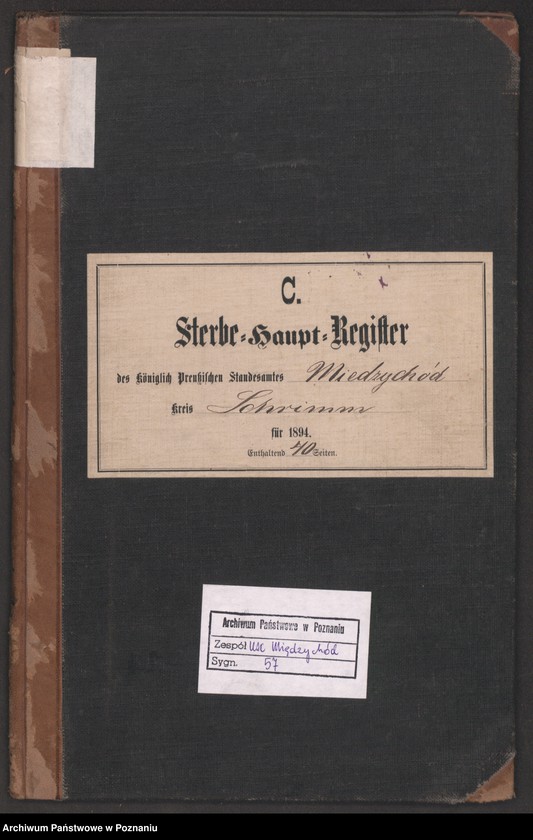 C.
Sterbe-Haupt-Register
des Königlich Preußischen Standesamtes Miedzychód
Kreis Schrimm
für 1894.
Enthaltend 40 Seiten.
Archiwum Państwowe w Poznaniu
Zespół USC Międzychód
Sygn. 57
Archiwum Państwowe w Poznaniu